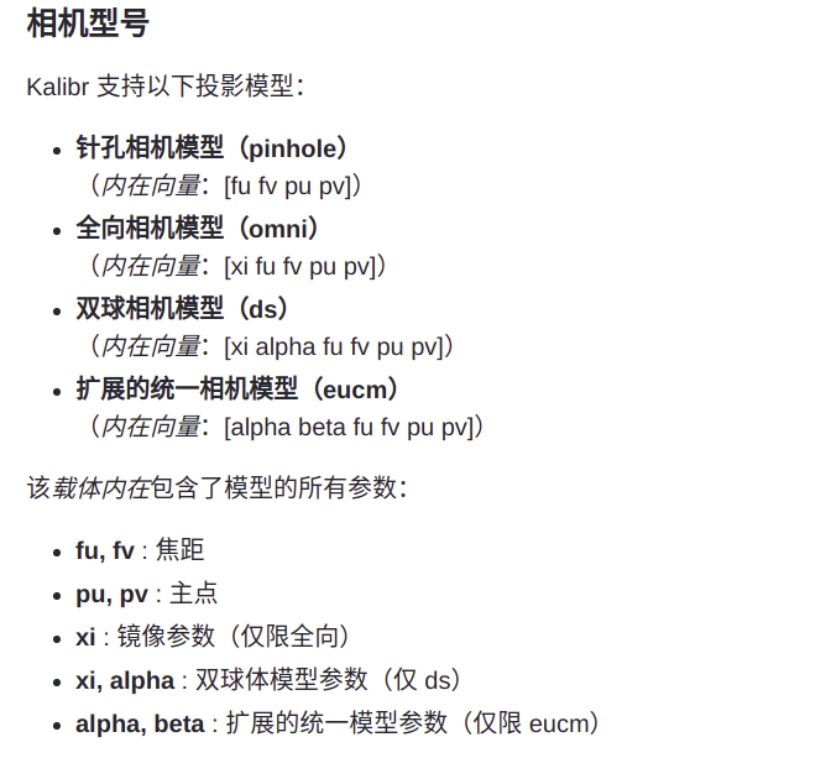 相机型号
Kalibr 支持以下投影模型：
• 针孔相机模型（pinhole）
（内在向量：[fu fv pu pv]）
• 全向相机模型（omni）
（内在向量：[xi fu fv pu pv]）
• 双球相机模型（ds）
（内在向量：[xi alpha fu fv pu pv]）
• 扩展的统一相机模型（eucm）
（内在向量：[alpha beta fu fv pu pv]）
该载体内在包含了模型的所有参数：
• fu, fv : 焦距
• pu, pv : 主点
• xi : 镜像参数（仅限全向）
• xi, alpha : 双球体模型参数（仅 ds）
• alpha, beta : 扩展的统一模型参数（仅限 eucm）